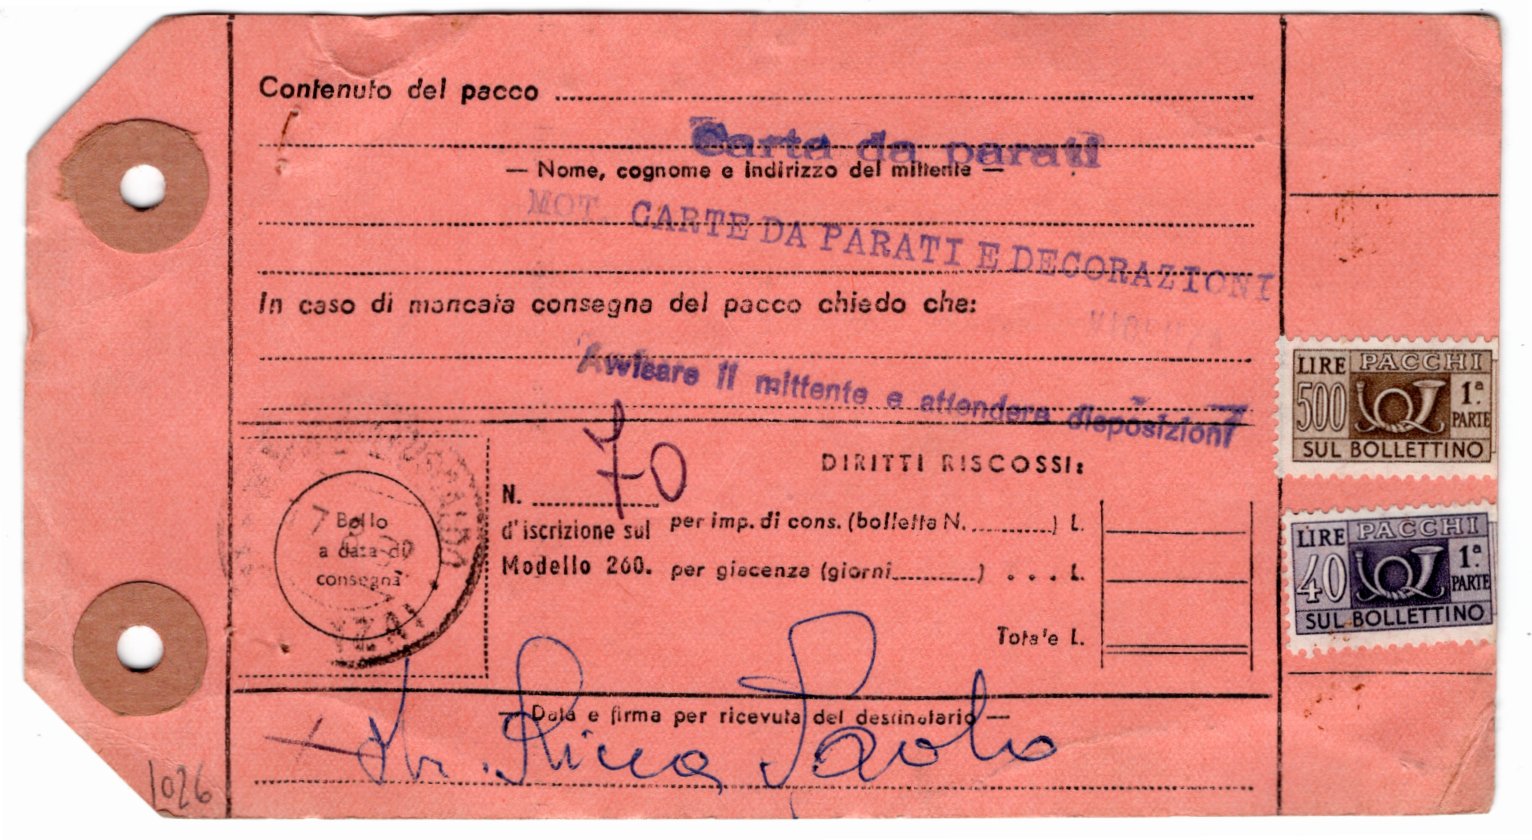 Contenuto del pacco
Carta da parati
— Nome, cognome e indirizzo del mittente —
MOT. CARTE DA PARATI E DECORAZIONI
In caso di mancata consegna del pacco chiedo che:
Avvisare il mittente e attendere disposizioni
LIRE PACCHI
500 1ª
PARTE
SUL BOLLETTINO
70
DIRITTI RISCOSSI:
N.
d'iscrizione sul
Modello 260.
per imp. di cons. (bolletta N. ) L.
per giacenza (giorni ) . . . L.
Totale L.
Bollo
a data di
consegna
LIRE PACCHI
40 1ª
PARTE
SUL BOLLETTINO
— Data e firma per ricevuta del destinatario —
Paolo
1026